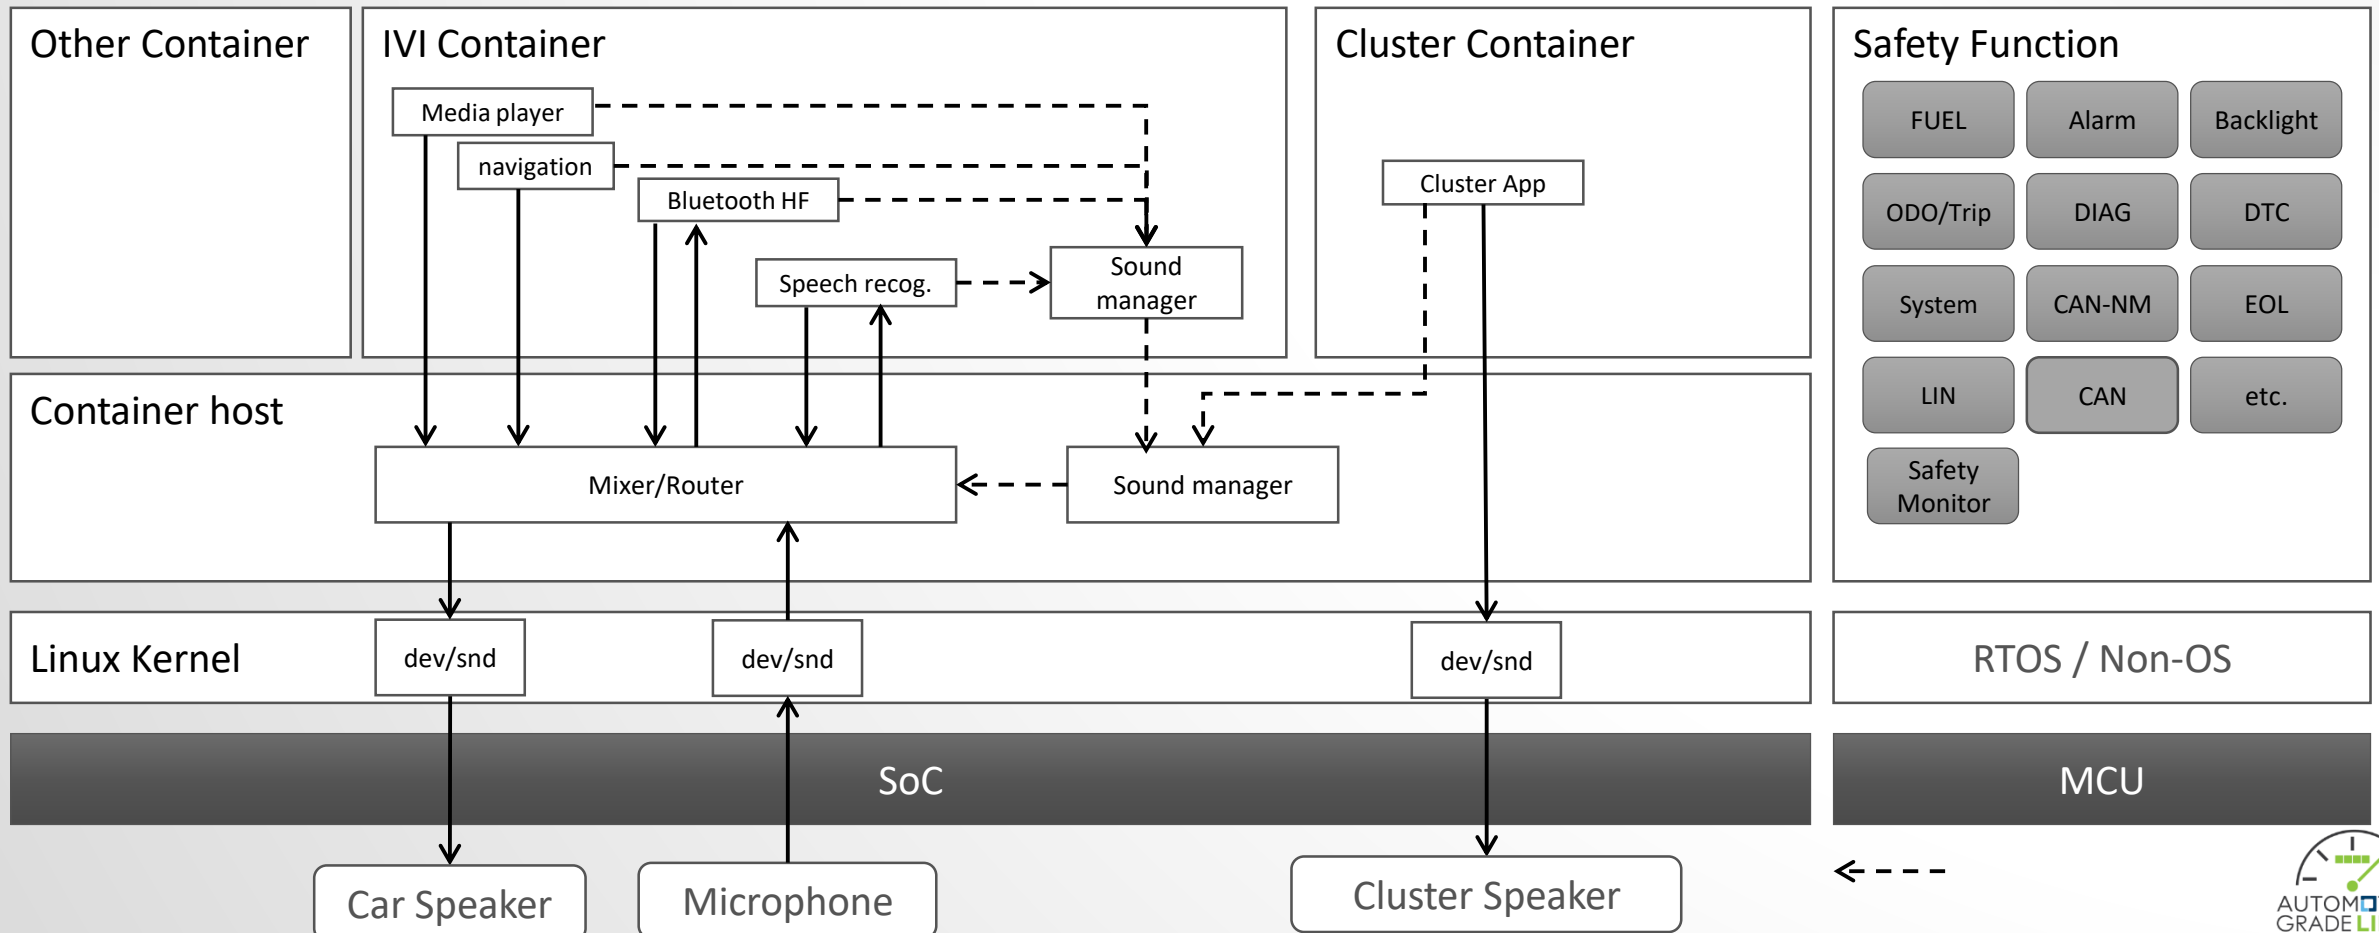 Other Container
IVI Container
Cluster Container
Safety Function
Media player
navigation
Bluetooth HF
Speech recog.
Sound
manager
Cluster App
FUEL
Alarm
Backlight
ODO/Trip
DIAG
DTC
System
CAN-NM
EOL
LIN
CAN
etc.
Safety
Monitor
Container host
Mixer/Router
Sound manager
Linux Kernel
dev/snd
dev/snd
dev/snd
RTOS / Non-OS
SoC
MCU
Car Speaker
Microphone
Cluster Speaker
GRADE